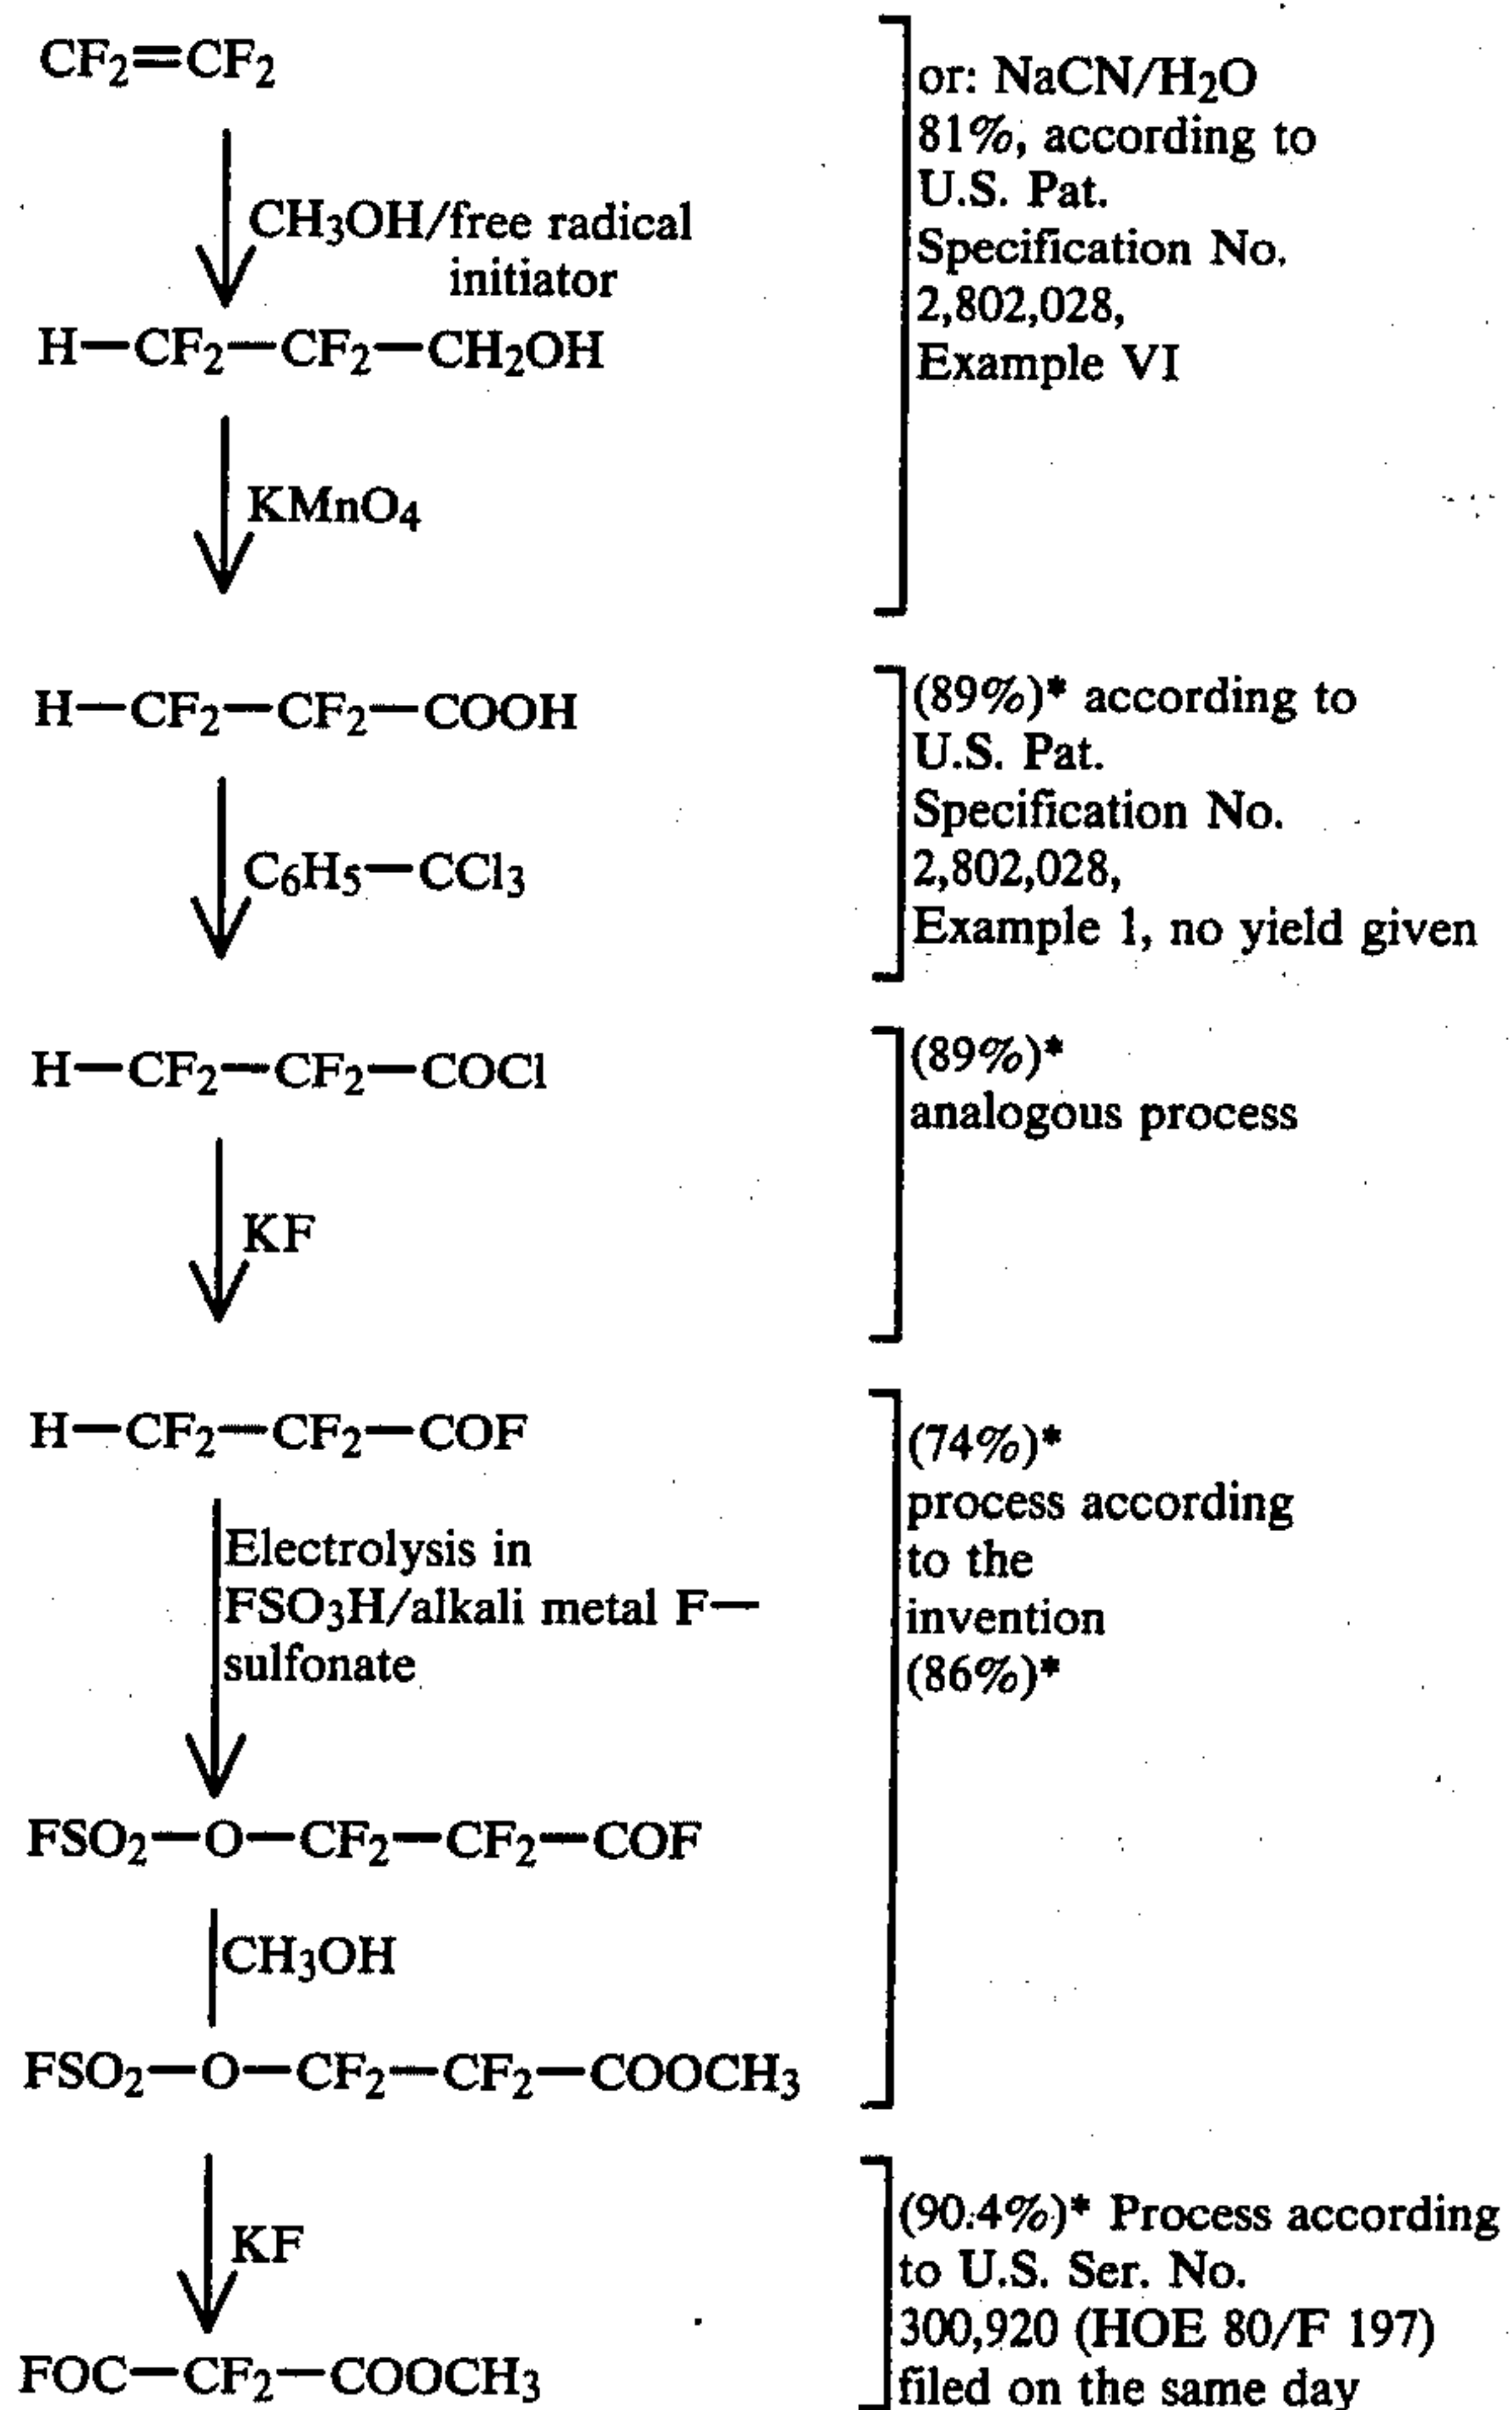 CF2=CF2
or: NaCN/H2O
81%, according to
U.S. Pat.
Specification No.
2,802,028,
Example VI
CH3OH/free radical
initiator
H—CF2—CF2—CH2OH
KMnO4
H—CF2—CF2—COOH
(89%)* according to
U.S. Pat.
Specification No.
2,802,028,
Example 1, no yield given
C6H5—CCl3
H—CF2—CF2—COCl
(89%)*
analogous process
KF
H—CF2—CF2—COF
(74%)*
process according
to the
invention
(86%)*
Electrolysis in
FSO3H/alkali metal F—
sulfonate
FSO2—O—CF2—CF2—COF
CH3OH
FSO2—O—CF2—CF2—COOCH3
KF
(90.4%)* Process according
to U.S. Ser. No.
300,920 (HOE 80/F 197)
filed on the same day
FOC—CF2—COOCH3